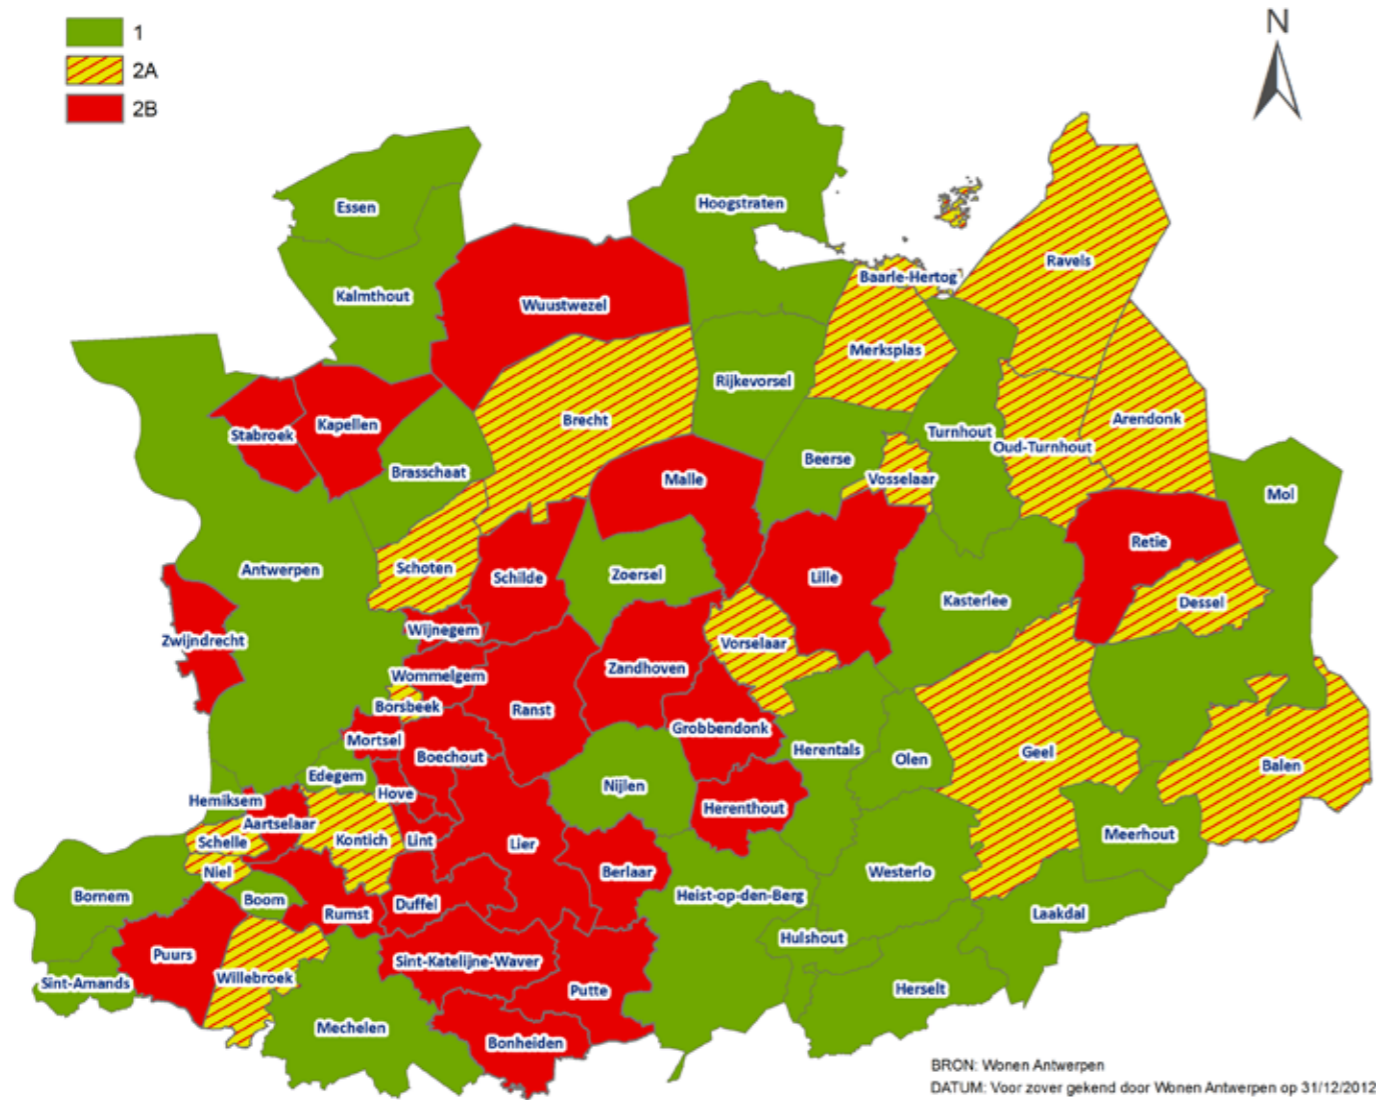 1
2A
2B
N
Essen
Hoogstraten
Ravels
Baarle-Hertog
Kalmthout
Wuustwezel
Merksplas
Rijkevorsel
Brecht
Arendonk
Kapellen
Stabroek
Turnhout
Oud-Turnhout
Beerse
Brasschaat
Vosselaar
Malle
Mol
Retie
Antwerpen
Schoten
Schilde
Zoersel
Lille
Kasterlee
Dessel
Wijnegem
Zwijndrecht
Vorselaar
Zandhoven
Wommelgem
Borsbeek
Ranst
Grobbendonk
Mortsel
Herentals
Geel
Boechout
Olen
Balen
Edegem
Nijlen
Hove
Hemiksem
Herenthout
Aartselaar
Meerhout
Schelle
Kontich
Lint
Lier
Niel
Berlaar
Westerlo
Bornem
Boom
Heist-op-den-Berg
Duffel
Rumst
Laakdal
Hulshout
Puurs
Sint-Katelijne-Waver
Willebroek
Sint-Amands
Putte
Herselt
Mechelen
Bonheiden
BRON: Wonen Antwerpen
DATUM: Voor zover gekend door Wonen Antwerpen op 31/12/2012